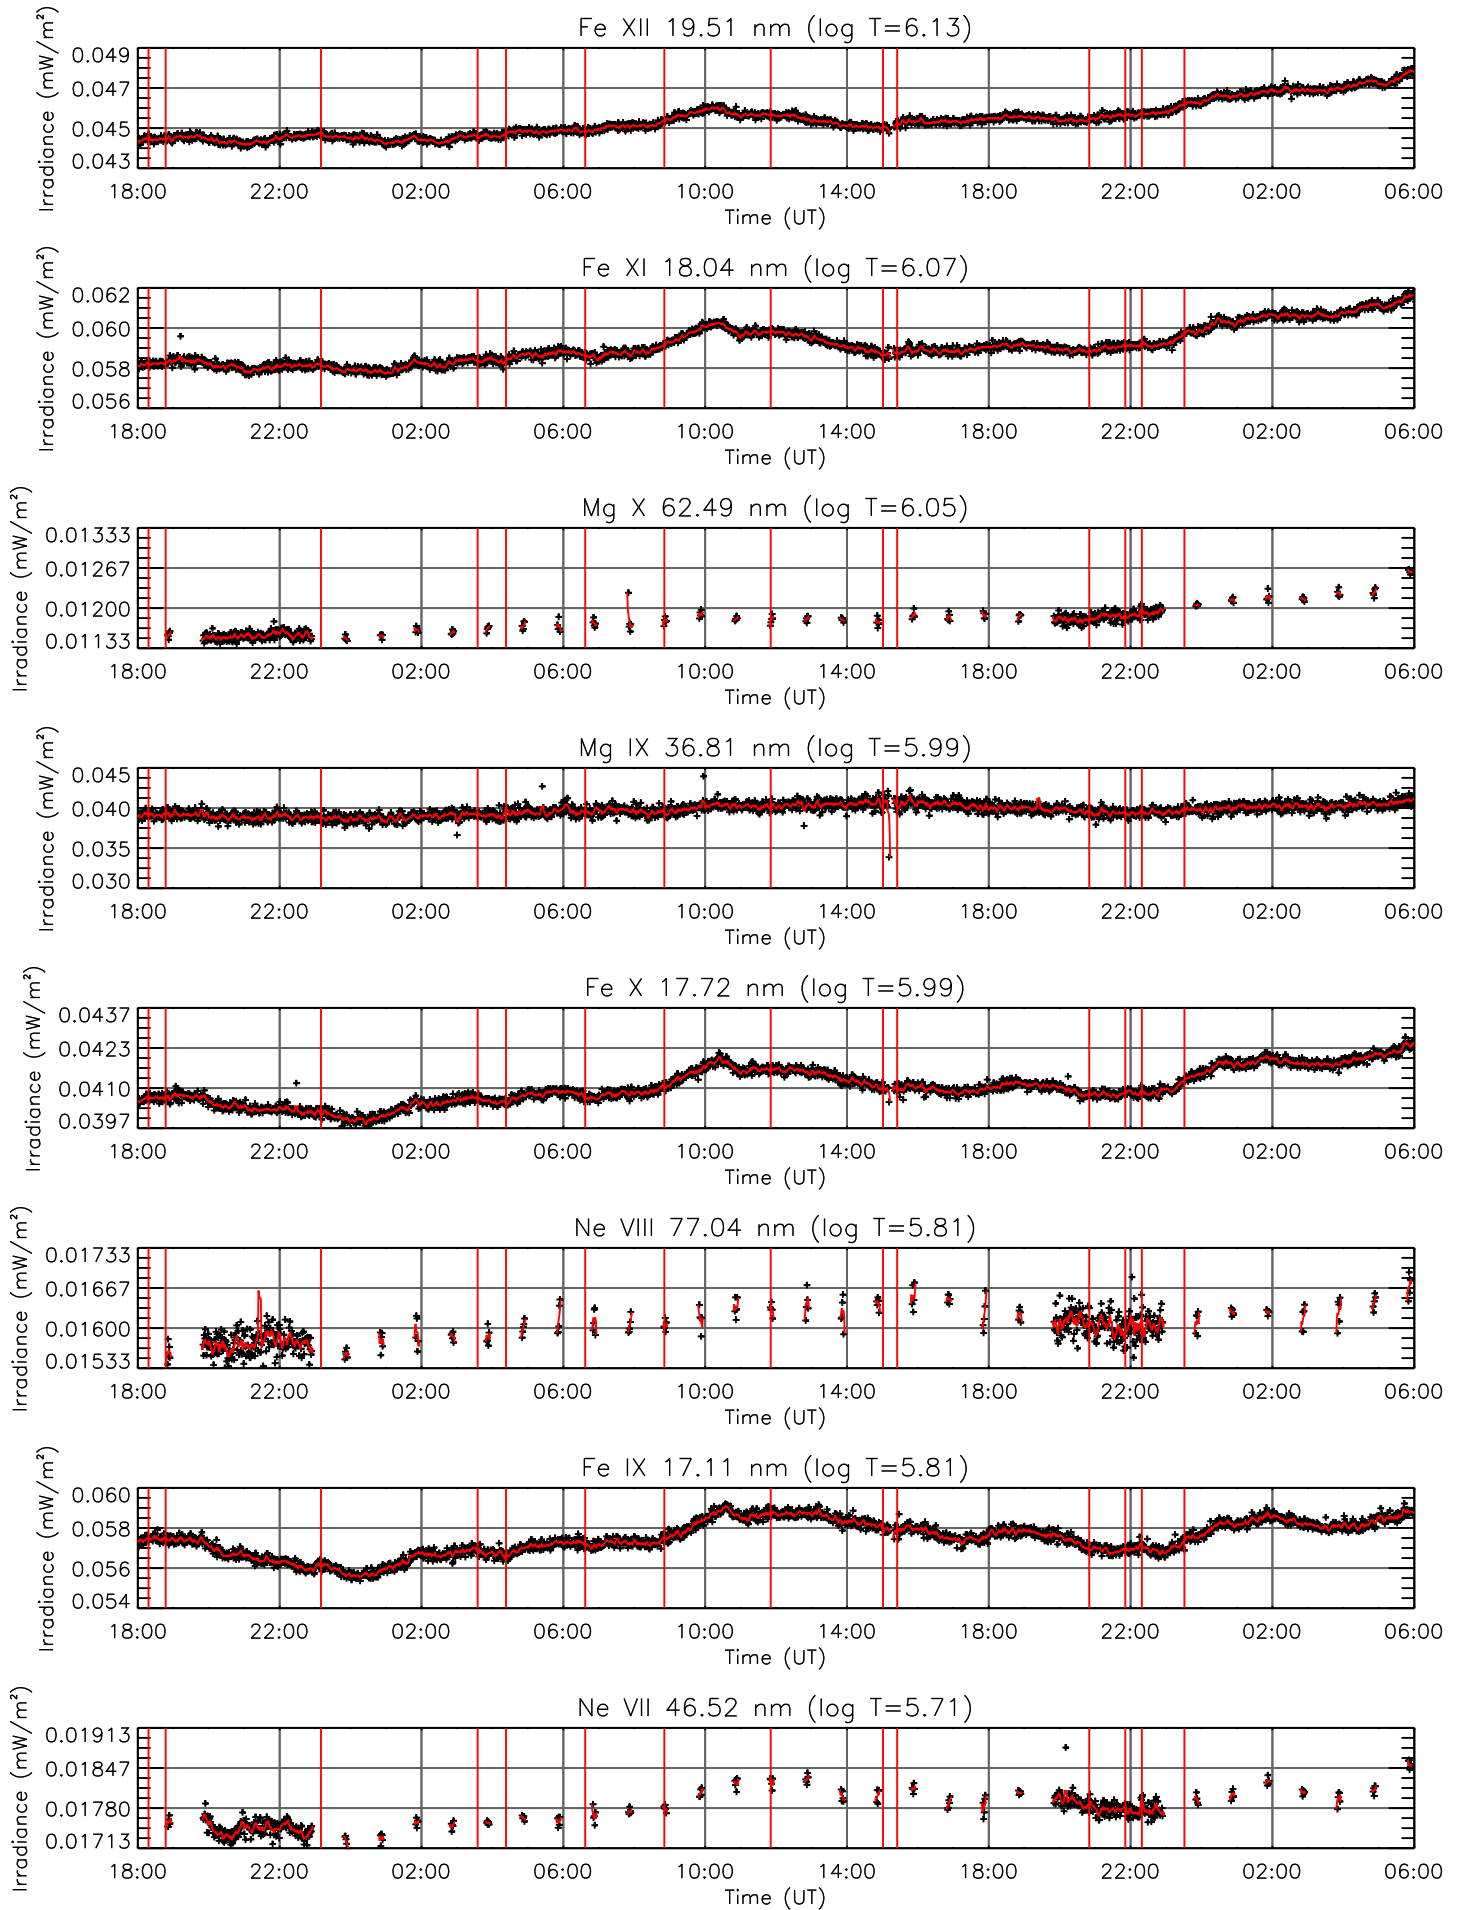 Fe XII 19.51 nm (log T=6.13)
Irradiance (mW/m²)
0.049
0.047
0.045
0.043
18:00 22:00 02:00 06:00 10:00 14:00 18:00 22:00 02:00 06:00
Time (UT)
Fe XI 18.04 nm (log T=6.07)
Irradiance (mW/m²)
0.062
0.060
0.058
0.056
18:00 22:00 02:00 06:00 10:00 14:00 18:00 22:00 02:00 06:00
Time (UT)
Mg X 62.49 nm (log T=6.05)
Irradiance (mW/m²)
0.01333
0.01267
0.01200
0.01133
18:00 22:00 02:00 06:00 10:00 14:00 18:00 22:00 02:00 06:00
Time (UT)
Mg IX 36.81 nm (log T=5.99)
Irradiance (mW/m²)
0.045
0.040
0.035
0.030
18:00 22:00 02:00 06:00 10:00 14:00 18:00 22:00 02:00 06:00
Time (UT)
Fe X 17.72 nm (log T=5.99)
Irradiance (mW/m²)
0.0437
0.0423
0.0410
0.0397
18:00 22:00 02:00 06:00 10:00 14:00 18:00 22:00 02:00 06:00
Time (UT)
Ne VIII 77.04 nm (log T=5.81)
Irradiance (mW/m²)
0.01733
0.01667
0.01600
0.01533
18:00 22:00 02:00 06:00 10:00 14:00 18:00 22:00 02:00 06:00
Time (UT)
Fe IX 17.11 nm (log T=5.81)
Irradiance (mW/m²)
0.060
0.058
0.056
0.054
18:00 22:00 02:00 06:00 10:00 14:00 18:00 22:00 02:00 06:00
Time (UT)
Ne VII 46.52 nm (log T=5.71)
Irradiance (mW/m²)
0.01913
0.01847
0.01780
0.01713
18:00 22:00 02:00 06:00 10:00 14:00 18:00 22:00 02:00 06:00
Time (UT)